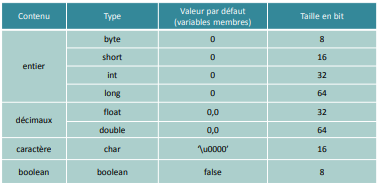 Contenu Type Valeur par défaut (variables membres) Taille en bit
entier byte 0 8
short 0 16
int 0 32
long 0 64
décimaux float 0,0 32
double 0,0 64
caractère char '\u0000' 16
boolean boolean false 8